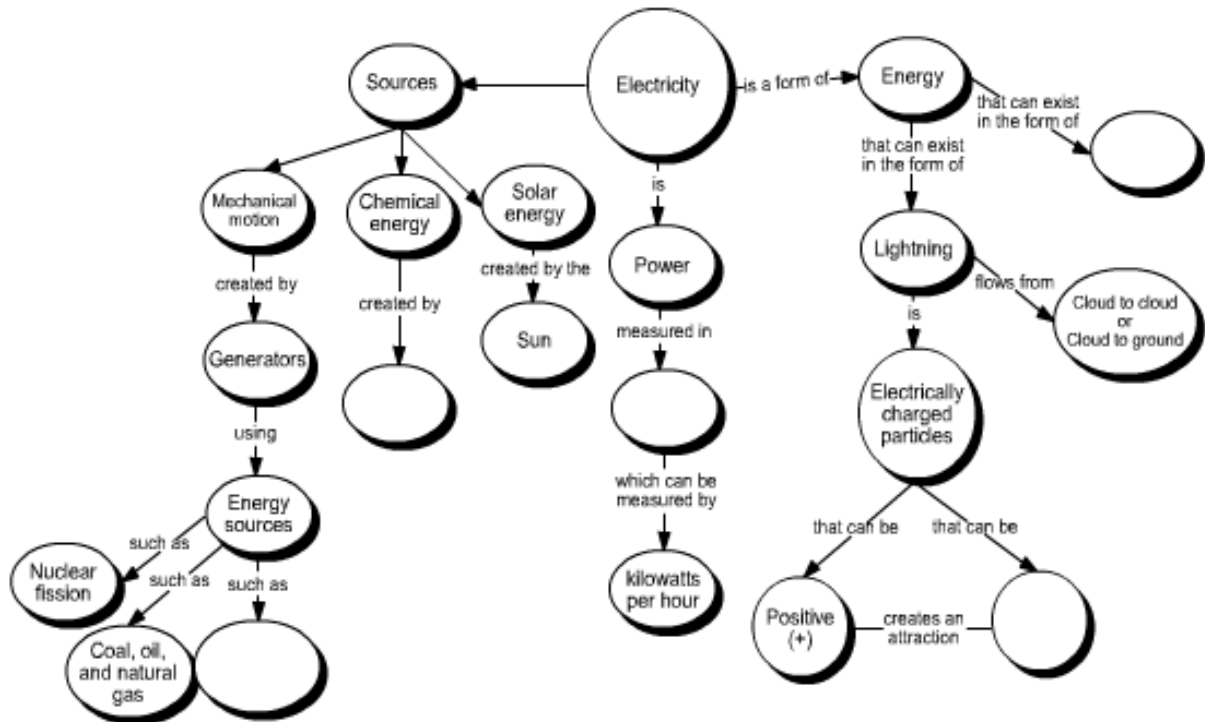 Sources
Electricity
is a form of
Energy
that can exist
in the form of
that can exist
in the form of
Mechanical
motion
Chemical
energy
Solar
energy
is
created by
created by
created by the
Power
Lightning
flows from
Cloud to cloud
or
Cloud to ground
Generators
Sun
measured in
is
Electrically
charged
particles
using
Energy
sources
which can be
measured by
such as
such as
such as
that can be
that can be
Nuclear
fission
kilowatts
per hour
Coal, oil,
and natural
gas
Positive
(+)
creates an
attraction